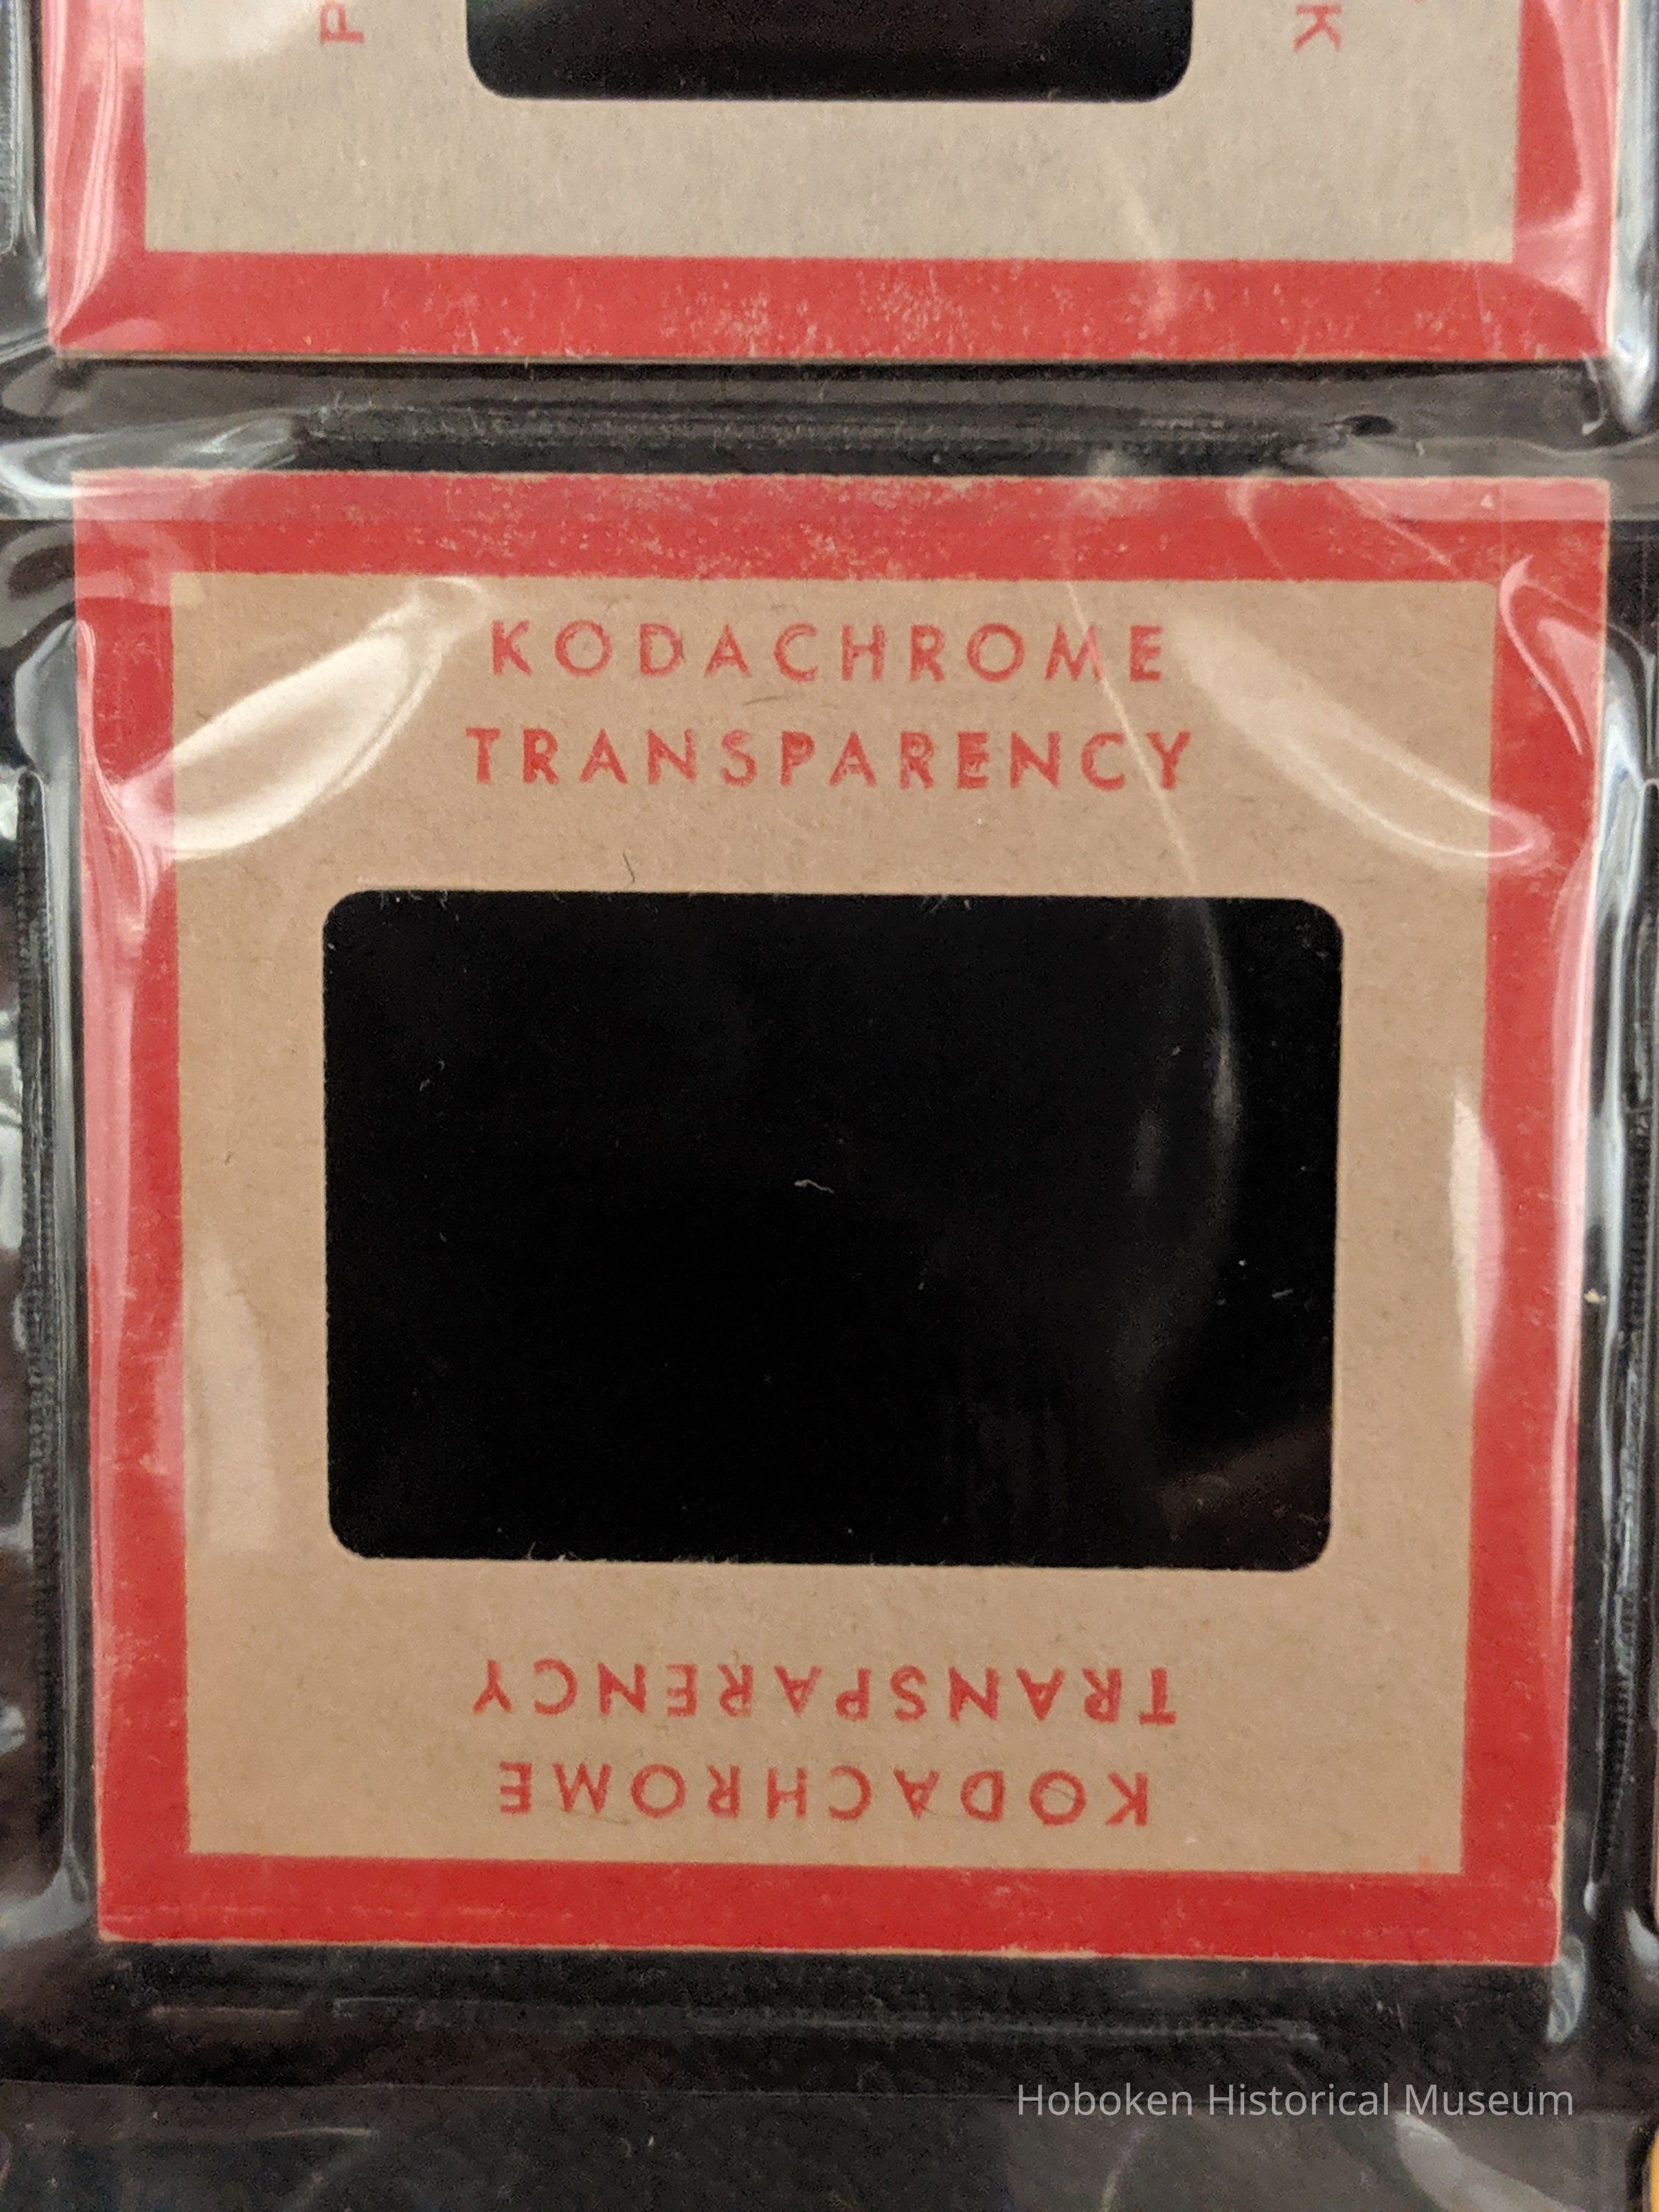 P
K
KODACHROME
TRANSPARENCY
TRANSPARENCY
KODACHROME
Hoboken Historical Museum